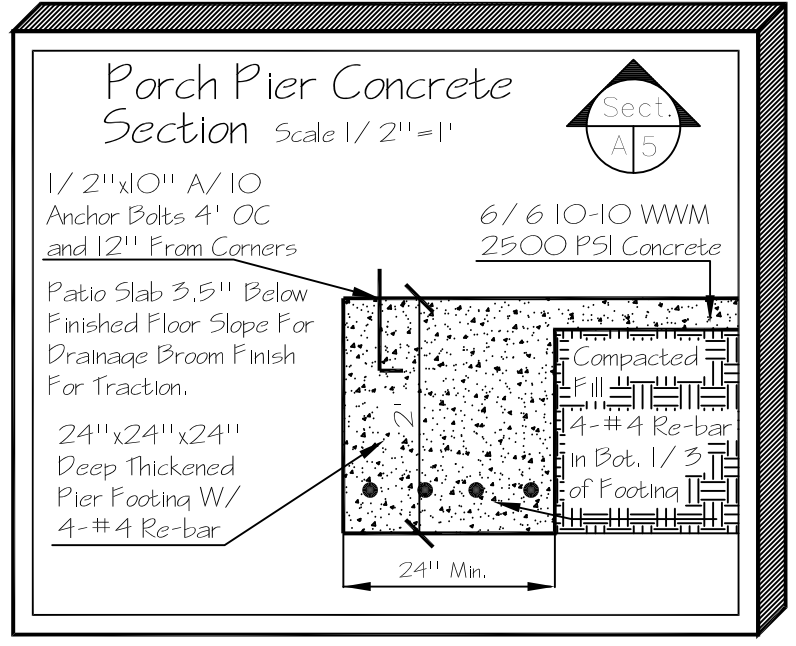 Porch Pier Concrete
Section Scale 1/2"=1'
Sect.
A 5
1/2"x10" A/10
Anchor Bolts 4' OC
and 12" From Corners
6/6 10-10 WWM
2500 PSI Concrete
Patio Slab 3.5" Below
Finished Floor Slope For
Drainage Broom Finish
For Traction.
Compacted
Fill
2'
24"x24"x24"
Deep Thickened
Pier Footing W/
4-#4 Re-bar
4-#4 Re-bar
in Bot. 1/3
of Footing
24" Min.